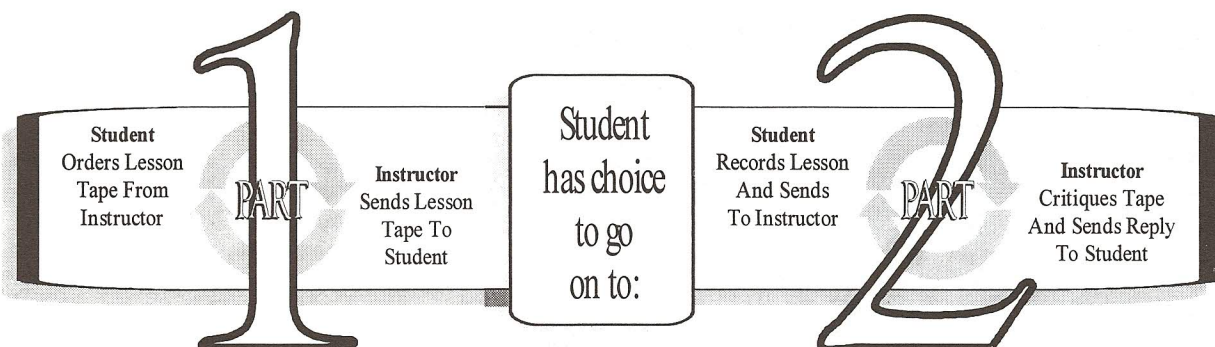 1
PART
Student
Orders Lesson
Tape From
Instructor
Instructor
Sends Lesson
Tape To
Student
Student
has choice
to go
on to:
2
PART
Student
Records Lesson
And Sends
To Instructor
Instructor
Critiques Tape
And Sends Reply
To Student